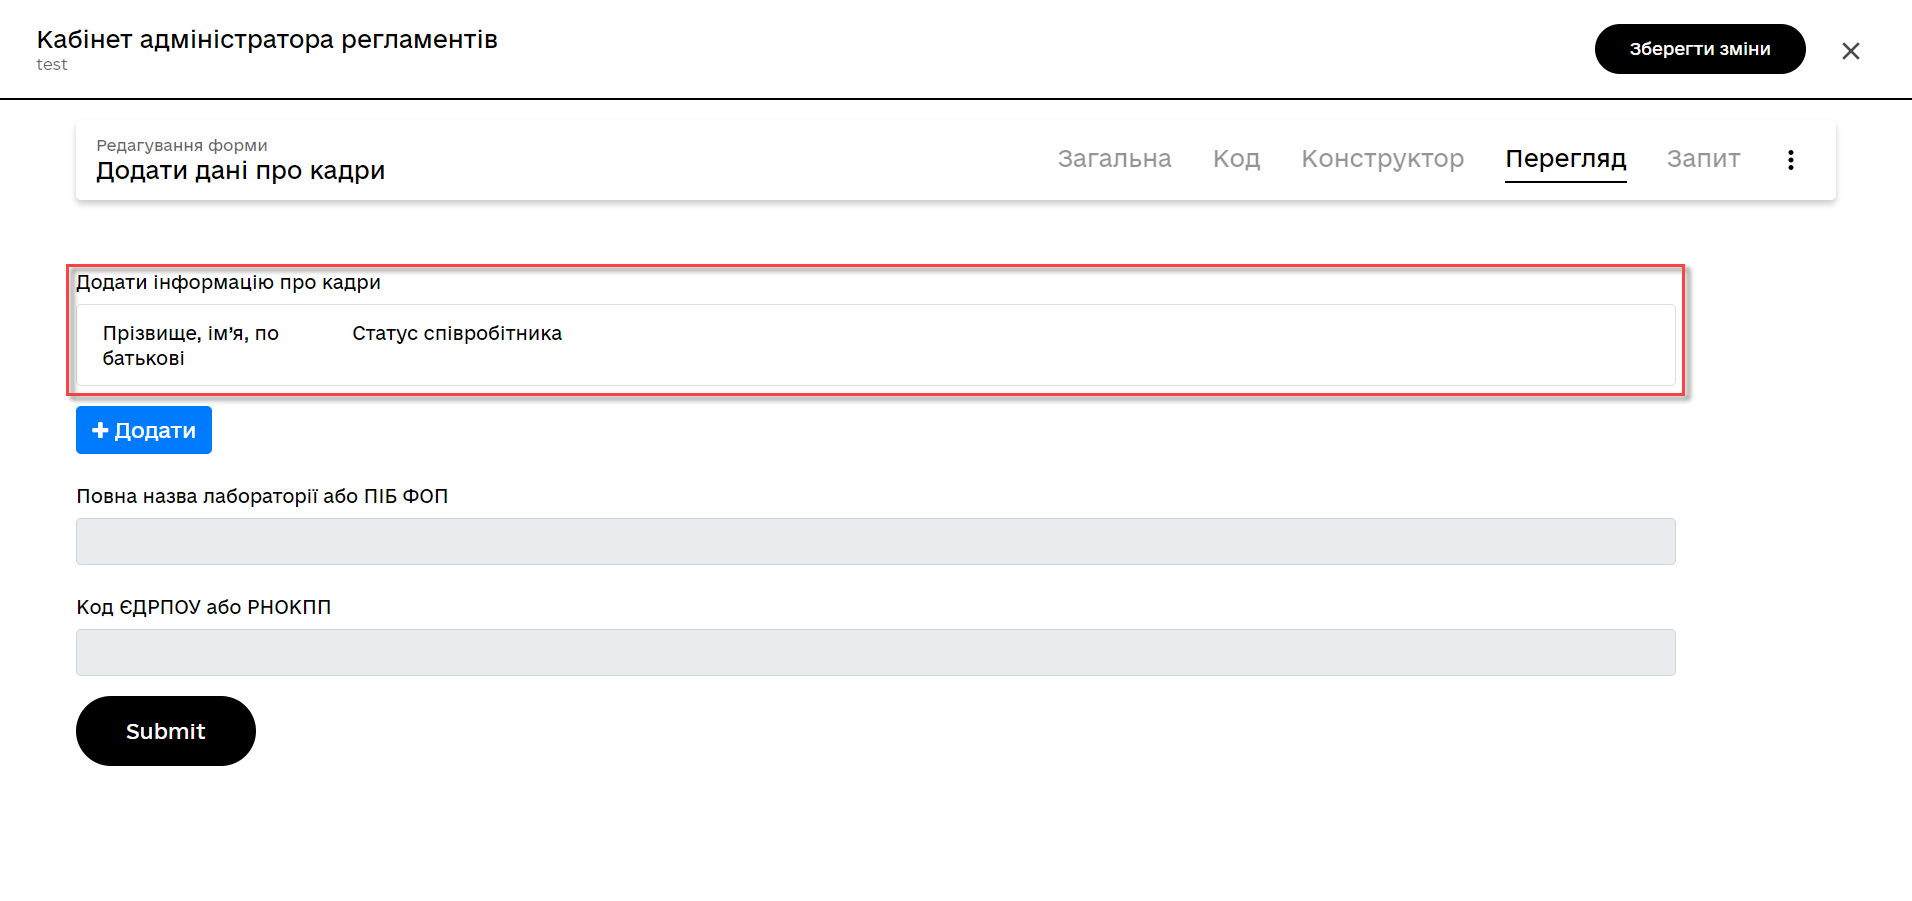 Кабінет адміністратора регламентів
test
Зберегти зміни
Редагування форми
Додати дані про кадри
Загальна
Код
Конструктор
Перегляд
Запит
Додати інформацію про кадри
Прізвище, ім’я, по
батькові
Статус співробітника
Додати
Повна назва лабораторії або ПІБ ФОП
Код ЄДРПОУ або РНОКПП
Submit